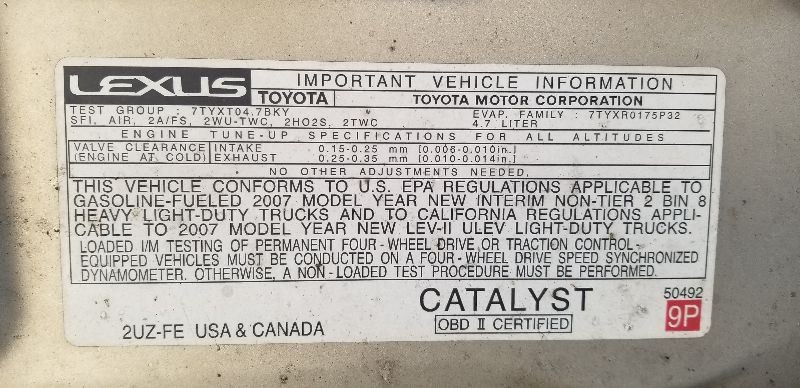 LEXUS IMPORTANT VEHICLE INFORMATION
TOYOTA TOYOTA MOTOR CORPORATION
TEST GROUP : 7TYXT04.7BKY EVAP. FAMILY : 7TYXR0175P32
SFI, AIR, 2A/FS, 2WU-TWC, 2HO2S, 2TWC 4.7 LITER
ENGINE TUNE-UP SPECIFICATIONS FOR ALL ALTITUDES
VALVE CLEARANCE INTAKE 0.15-0.25 mm [0.006-0.010in.]
(ENGINE AT COLD) EXHAUST 0.25-0.35 mm [0.010-0.014in.]
NO OTHER ADJUSTMENTS NEEDED.
THIS VEHICLE CONFORMS TO U.S. EPA REGULATIONS APPLICABLE TO
GASOLINE-FUELED 2007 MODEL YEAR NEW INTERIM NON-TIER 2 BIN 8
HEAVY LIGHT-DUTY TRUCKS AND TO CALIFORNIA REGULATIONS APPLI-
CABLE TO 2007 MODEL YEAR NEW LEV-II ULEV LIGHT-DUTY TRUCKS.
LOADED I/M TESTING OF PERMANENT FOUR-WHEEL DRIVE OR TRACTION CONTROL-
EQUIPPED VEHICLES MUST BE CONDUCTED ON A FOUR-WHEEL DRIVE SPEED SYNCHRONIZED
DYNAMOMETER. OTHERWISE, A NON-LOADED TEST PROCEDURE MUST BE PERFORMED.
CATALYST 50492
2UZ-FE USA & CANADA OBD II CERTIFIED 9P